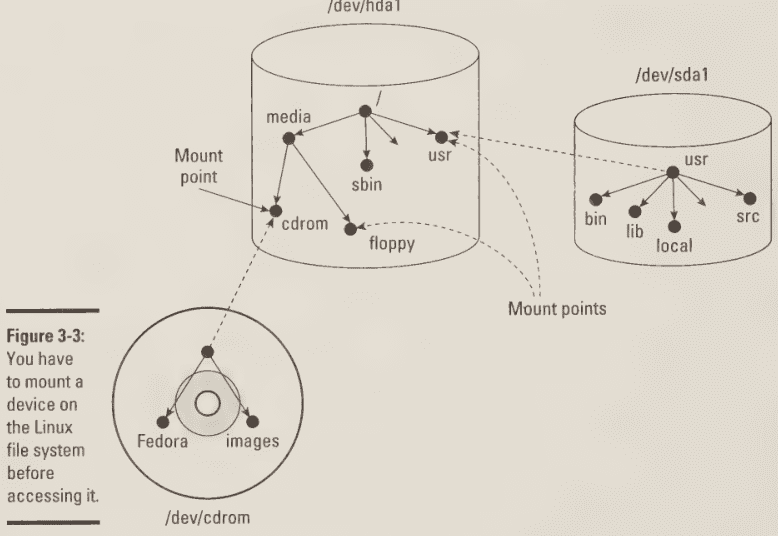 /dev/hda1
/dev/sda1
/
media
usr
sbin
Mount
point
cdrom
floppy
usr
bin
lib
local
src
Mount points
Figure 3-3:
You have
to mount a
device on
the Linux
file system
before
accessing it.
Fedora
images
/dev/cdrom